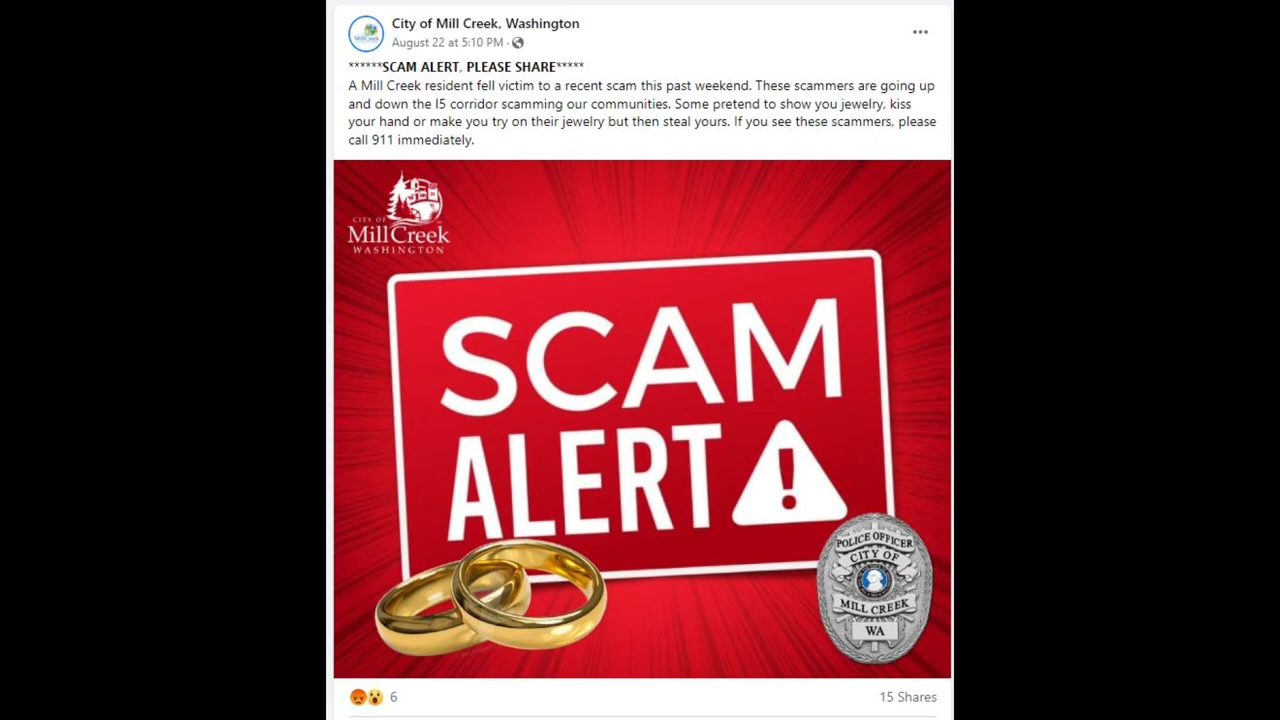 City of Mill Creek, Washington
August 22 at 5:10 PM ·
******SCAM ALERT, PLEASE SHARE*****
A Mill Creek resident fell victim to a recent scam this past weekend. These scammers are going up
and down the I5 corridor scamming our communities. Some pretend to show you jewelry, kiss
your hand or make you try on their jewelry but then steal yours. If you see these scammers, please
call 911 immediately.
CITY OF
Mill Creek
WASHINGTON
SCAM
ALERT
POLICE OFFICER
CITY OF
MILL CREEK
WA
6
15 Shares